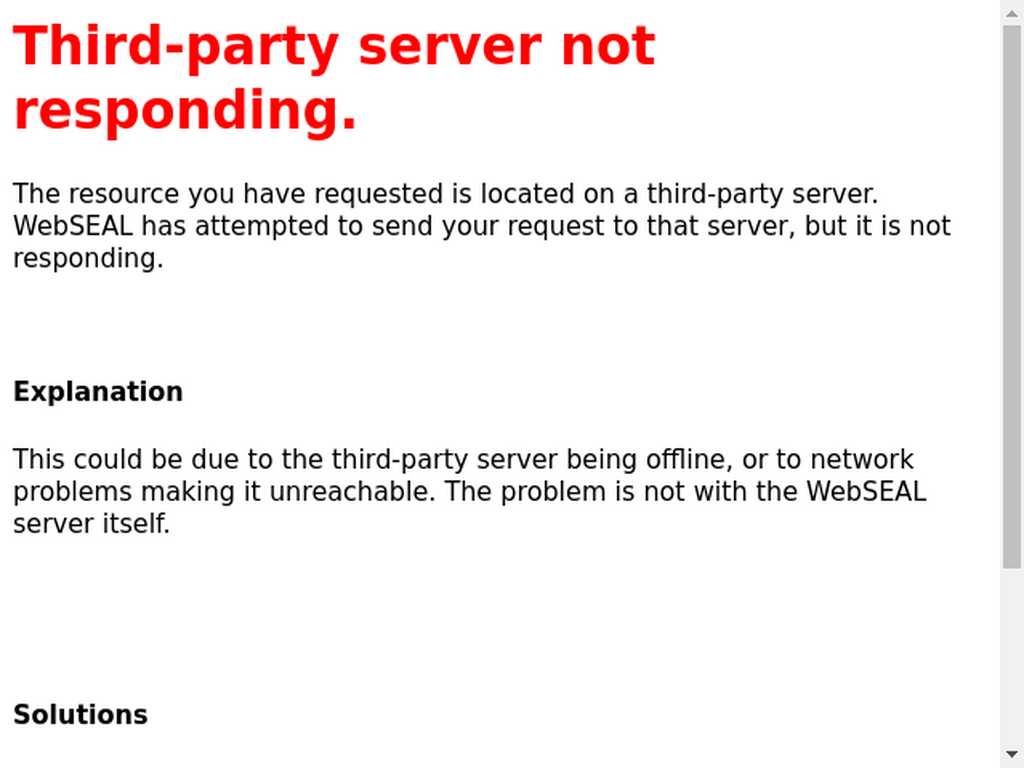 Third-party server not
responding.
The resource you have requested is located on a third-party server.
WebSEAL has attempted to send your request to that server, but it is not
responding.
Explanation
This could be due to the third-party server being offline, or to network
problems making it unreachable. The problem is not with the WebSEAL
server itself.
Solutions